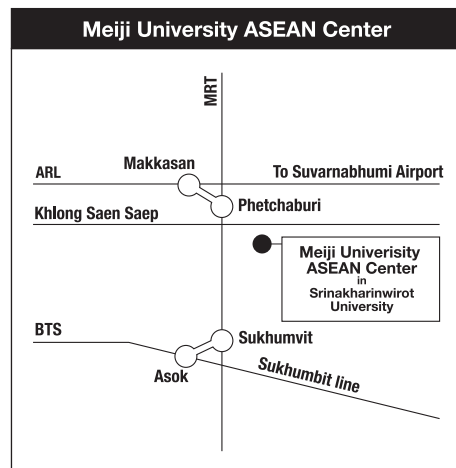 Meiji University ASEAN Center
MRT
Makkasan
ARL
To Suvarnabhumi Airport
Phetchaburi
Khlong Saen Saep
Meiji Univerisity
ASEAN Center
in
Srinakharinwirot
University
BTS
Sukhumvit
Asok
Sukhumbit line